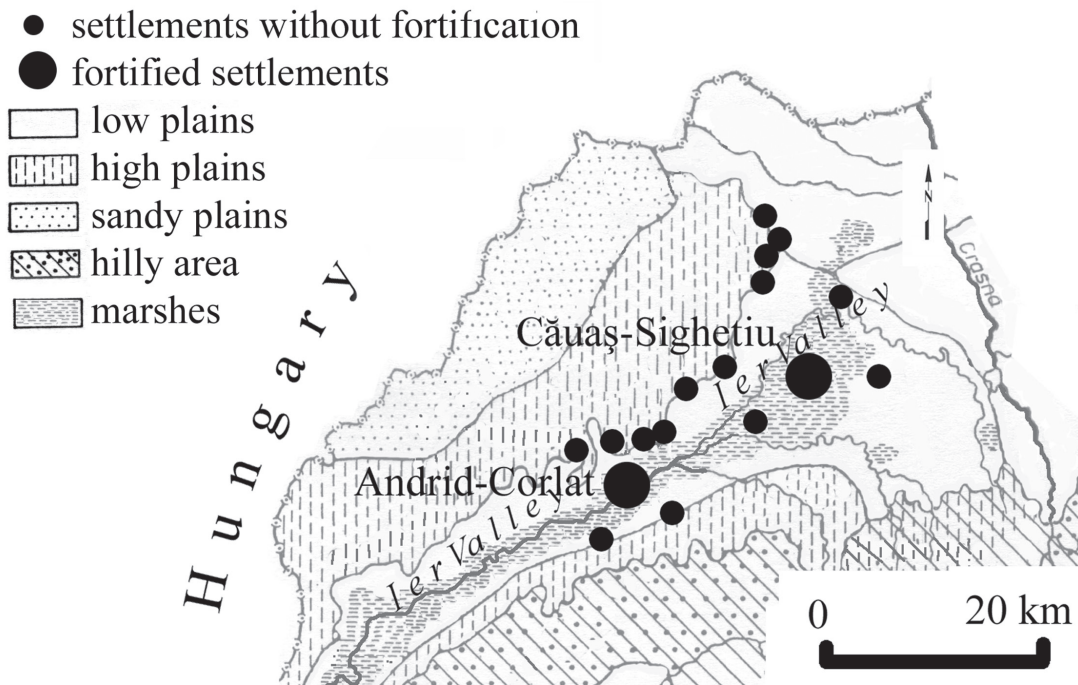 settlements without fortification
fortified settlements
low plains
high plains
sandy plains
hilly area
marshes
N
Crasna
Hungary
Căuaş-Sighetiu
Ier Valley
Andrid-Corlat
Ier Valley
0 20 km